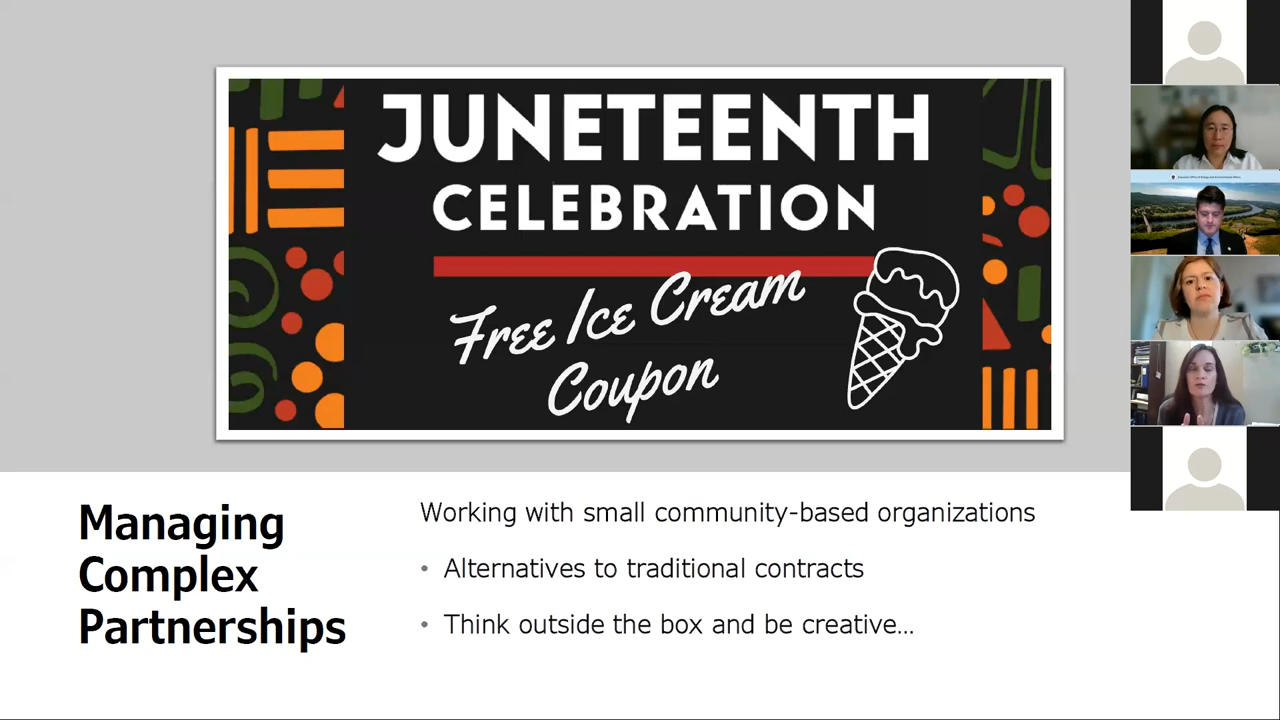 JUNETEENTH
CELEBRATION
Free Ice Cream
Coupon
Managing
Complex
Partnerships
Working with small community-based organizations
• Alternatives to traditional contracts
• Think outside the box and be creative...